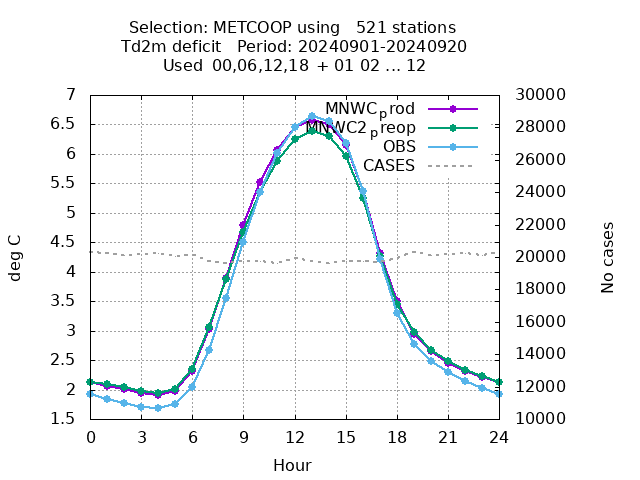 Selection: METCOOP using   521 stations
Td2m deficit   Period: 20240901-20240920
Used 00,06,12,18 + 01 02 ... 12
MNWC_prod
MNWC2_preop
OBS
CASES
7
6.5
6
5.5
5
4.5
4
3.5
3
2.5
2
1.5
30000
28000
26000
24000
22000
20000
18000
16000
14000
12000
10000
deg C
No cases
0 3 6 9 12 15 18 21 24
Hour